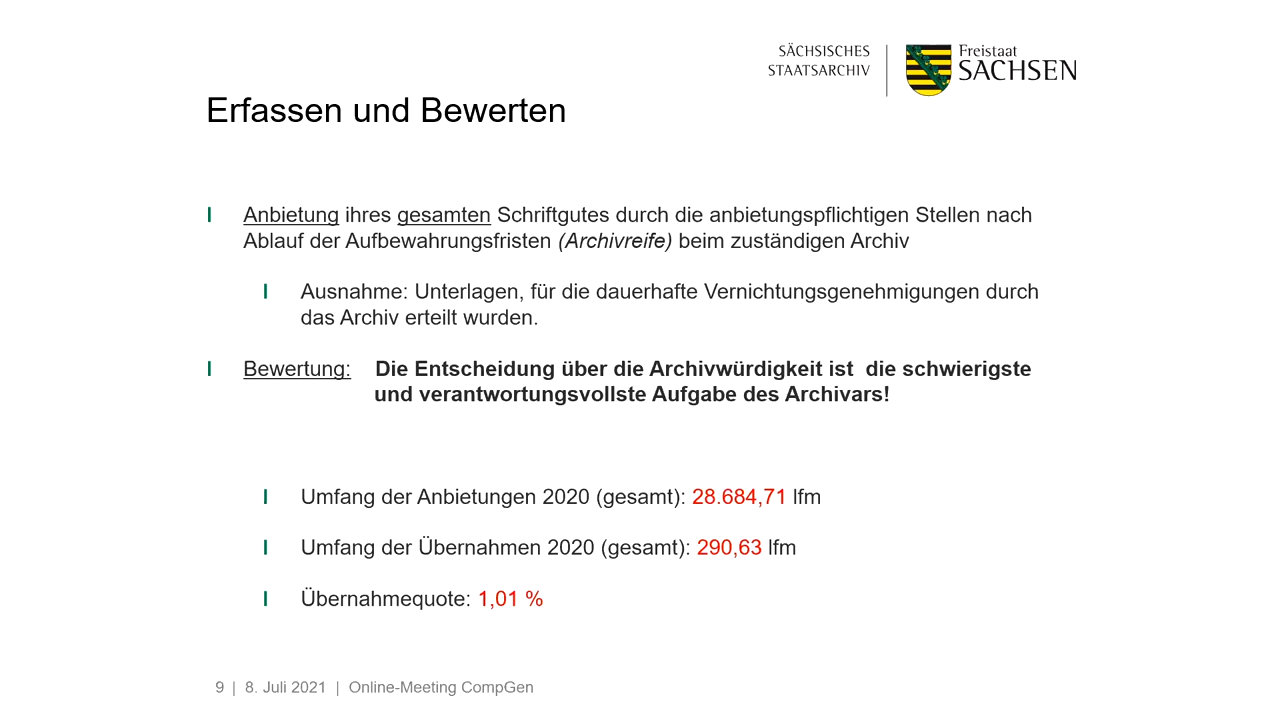 SÄCHSISCHES
STAATSARCHIV
Freistaat
SACHSEN
Erfassen und Bewerten
Anbietung ihres gesamten Schriftgutes durch die anbietungspflichtigen Stellen nach
Ablauf der Aufbewahrungsfristen (Archivreife) beim zuständigen Archiv
Ausnahme: Unterlagen, für die dauerhafte Vernichtungsgenehmigungen durch
das Archiv erteilt wurden.
Bewertung: Die Entscheidung über die Archivwürdigkeit ist die schwierigste
und verantwortungsvollste Aufgabe des Archivars!
Umfang der Anbietungen 2020 (gesamt): 28.684,71 lfm
Umfang der Übernahmen 2020 (gesamt): 290,63 lfm
Übernahmequote: 1,01 %
9 | 8. Juli 2021 | Online-Meeting CompGen